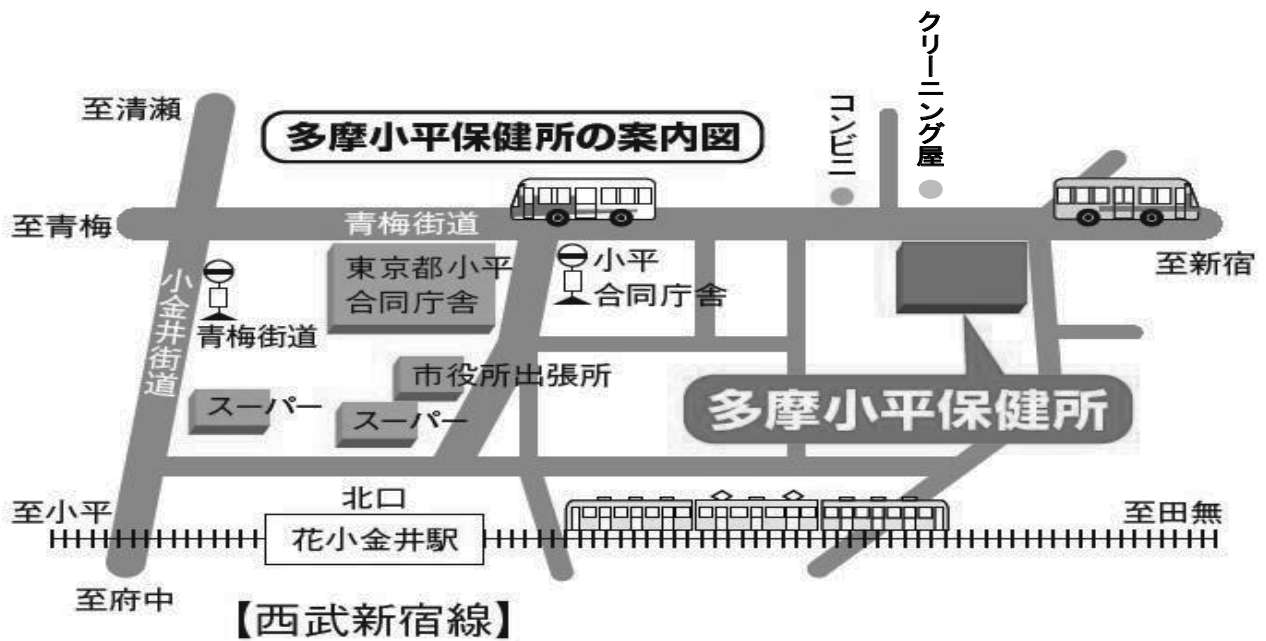 クリーニング屋
コンビニ
至清瀬
多摩小平保健所の案内図
至青梅
青梅街道
至新宿
小金井街道
青梅街道
東京都小平
合同庁舎
小平
合同庁舎
市役所出張所
スーパー
スーパー
多摩小平保健所
北口
至小平
花小金井駅
至田無
至府中
【西武新宿線】